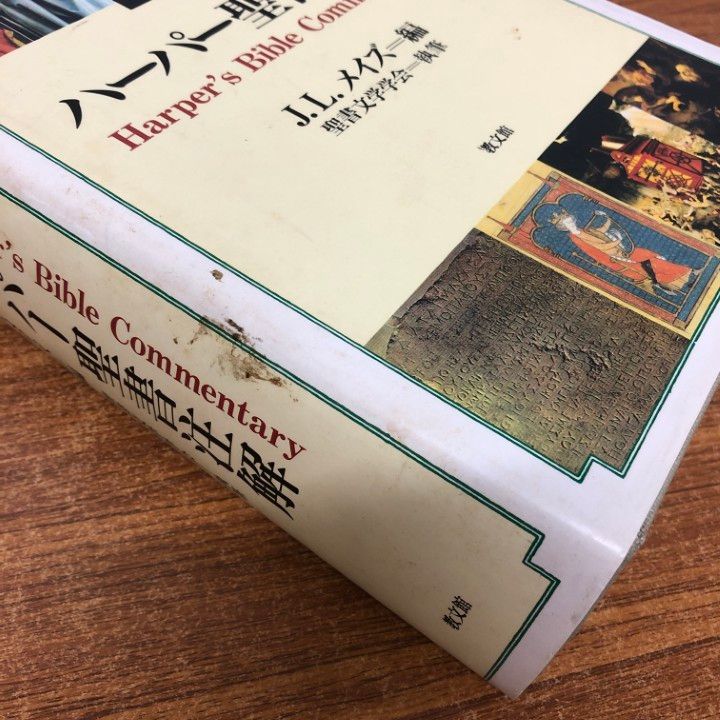 ハーパー聖
Harper's Bible Comm
J.L.メイズ=編
聖書文学学会=執筆
教文館
's Bible Commentary
パー聖書注解
教文館